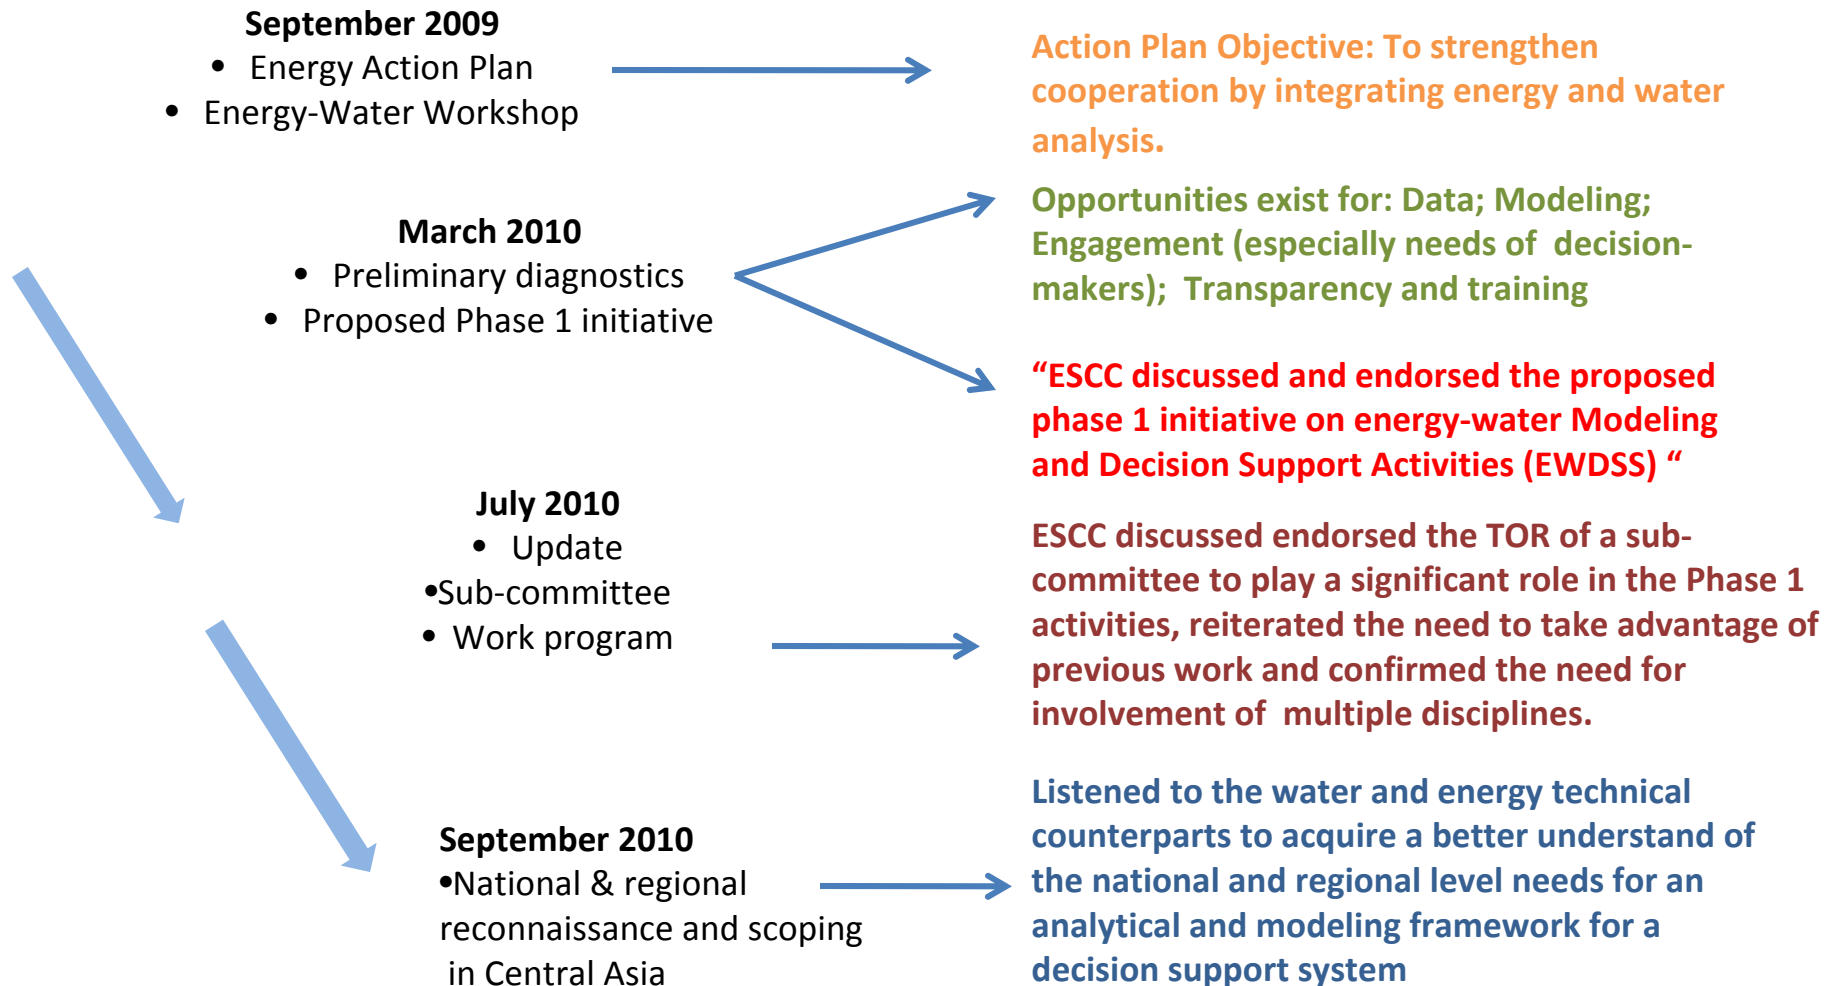 September 2009
• Energy Action Plan
• Energy-Water Workshop
Action Plan Objective: To strengthen
cooperation by integrating energy and water
analysis.
March 2010
• Preliminary diagnostics
• Proposed Phase 1 initiative
Opportunities exist for: Data; Modeling;
Engagement (especially needs of decision-
makers); Transparency and training
“ESCC discussed and endorsed the proposed
phase 1 initiative on energy-water Modeling
and Decision Support Activities (EWDSS) “
July 2010
• Update
•Sub-committee
• Work program
ESCC discussed endorsed the TOR of a sub-
committee to play a significant role in the Phase 1
activities, reiterated the need to take advantage of
previous work and confirmed the need for
involvement of multiple disciplines.
September 2010
•National & regional
reconnaissance and scoping
in Central Asia
Listened to the water and energy technical
counterparts to acquire a better understand of
the national and regional level needs for an
analytical and modeling framework for a
decision support system